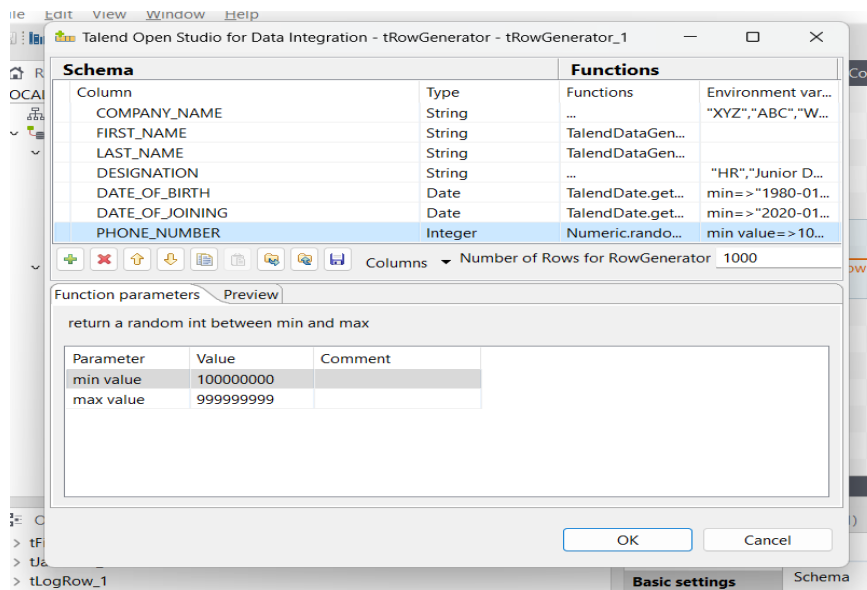 Edit View Window Help
Talend Open Studio for Data Integration - tRowGenerator - tRowGenerator_1
Schema Functions
Column Type Functions Environment var...
COMPANY_NAME String ... "XYZ","ABC","W...
FIRST_NAME String TalendDataGen...
LAST_NAME String TalendDataGen...
DESIGNATION String ... "HR","Junior D...
DATE_OF_BIRTH Date TalendDate.get... min=>"1980-01...
DATE_OF_JOINING Date TalendDate.get... min=>"2020-01...
PHONE_NUMBER Integer Numeric.rando... min value=>10...
Columns Number of Rows for RowGenerator 1000
Function parameters Preview
return a random int between min and max
Parameter Value Comment
min value 100000000
max value 999999999
OK Cancel
tLogRow_1
Basic settings Schema